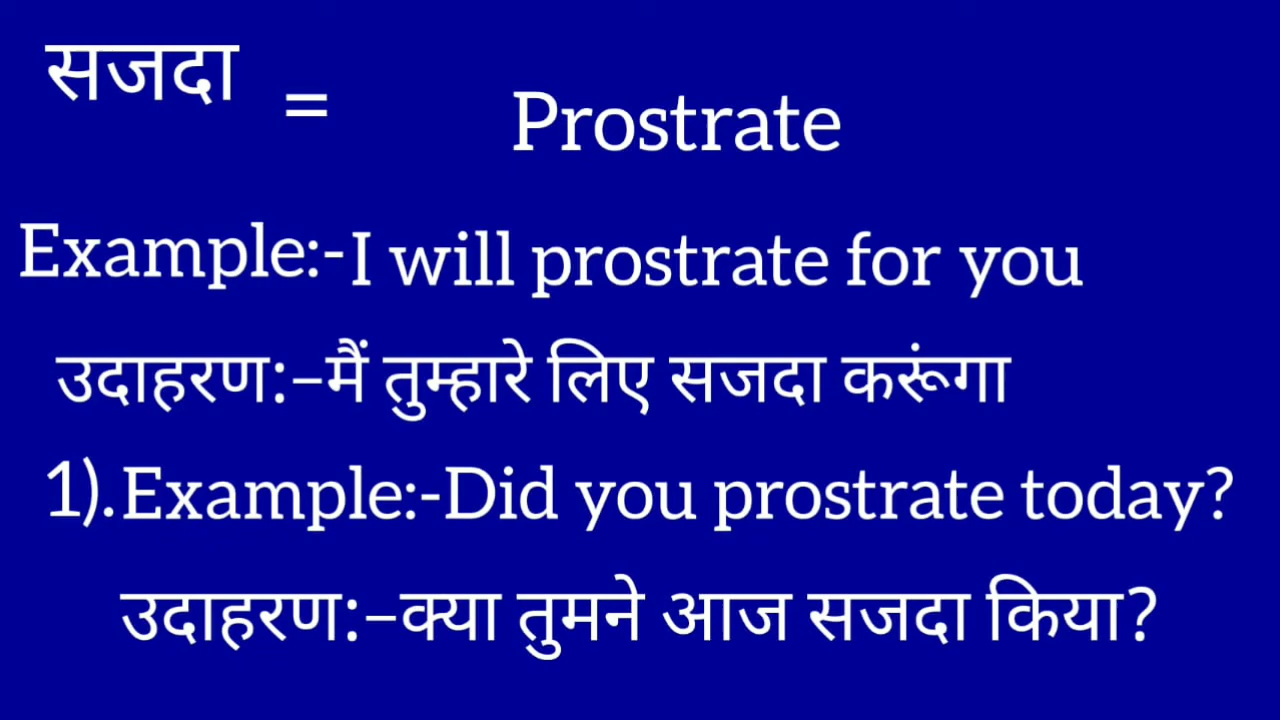 सजदा = Prostrate
Example:-I will prostrate for you
उदाहरण:–मैं तुम्हारे लिए सजदा करूंगा
1).Example:-Did you prostrate today?
उदाहरण:–क्या तुमने आज सजदा किया?